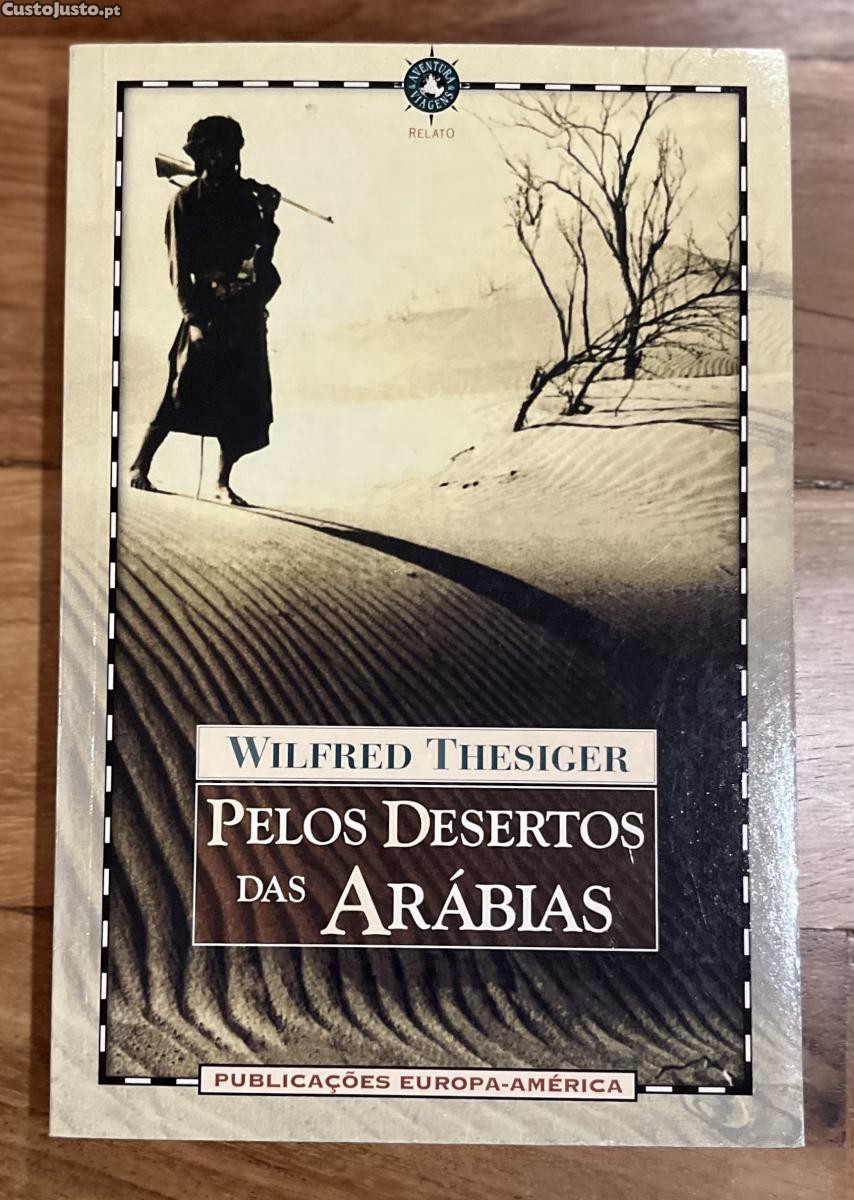 CustoJusto.pt
AVENTURA &
VIAGENS &
RELATO
WILFRED THESIGER
PELOS DESERTOS
DAS ARÁBIAS
PUBLICAÇÕES EUROPA-AMÉRICA